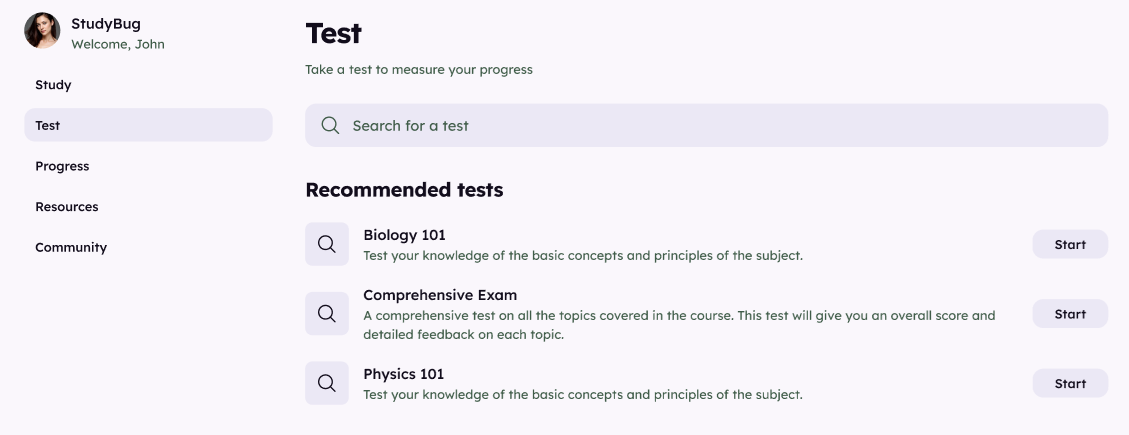 StudyBug
Welcome, John
Study
Test
Progress
Resources
Community
Test
Take a test to measure your progress
Search for a test
Recommended tests
Biology 101
Test your knowledge of the basic concepts and principles of the subject.
Start
Comprehensive Exam
A comprehensive test on all the topics covered in the course. This test will give you an overall score and
detailed feedback on each topic.
Start
Physics 101
Test your knowledge of the basic concepts and principles of the subject.
Start